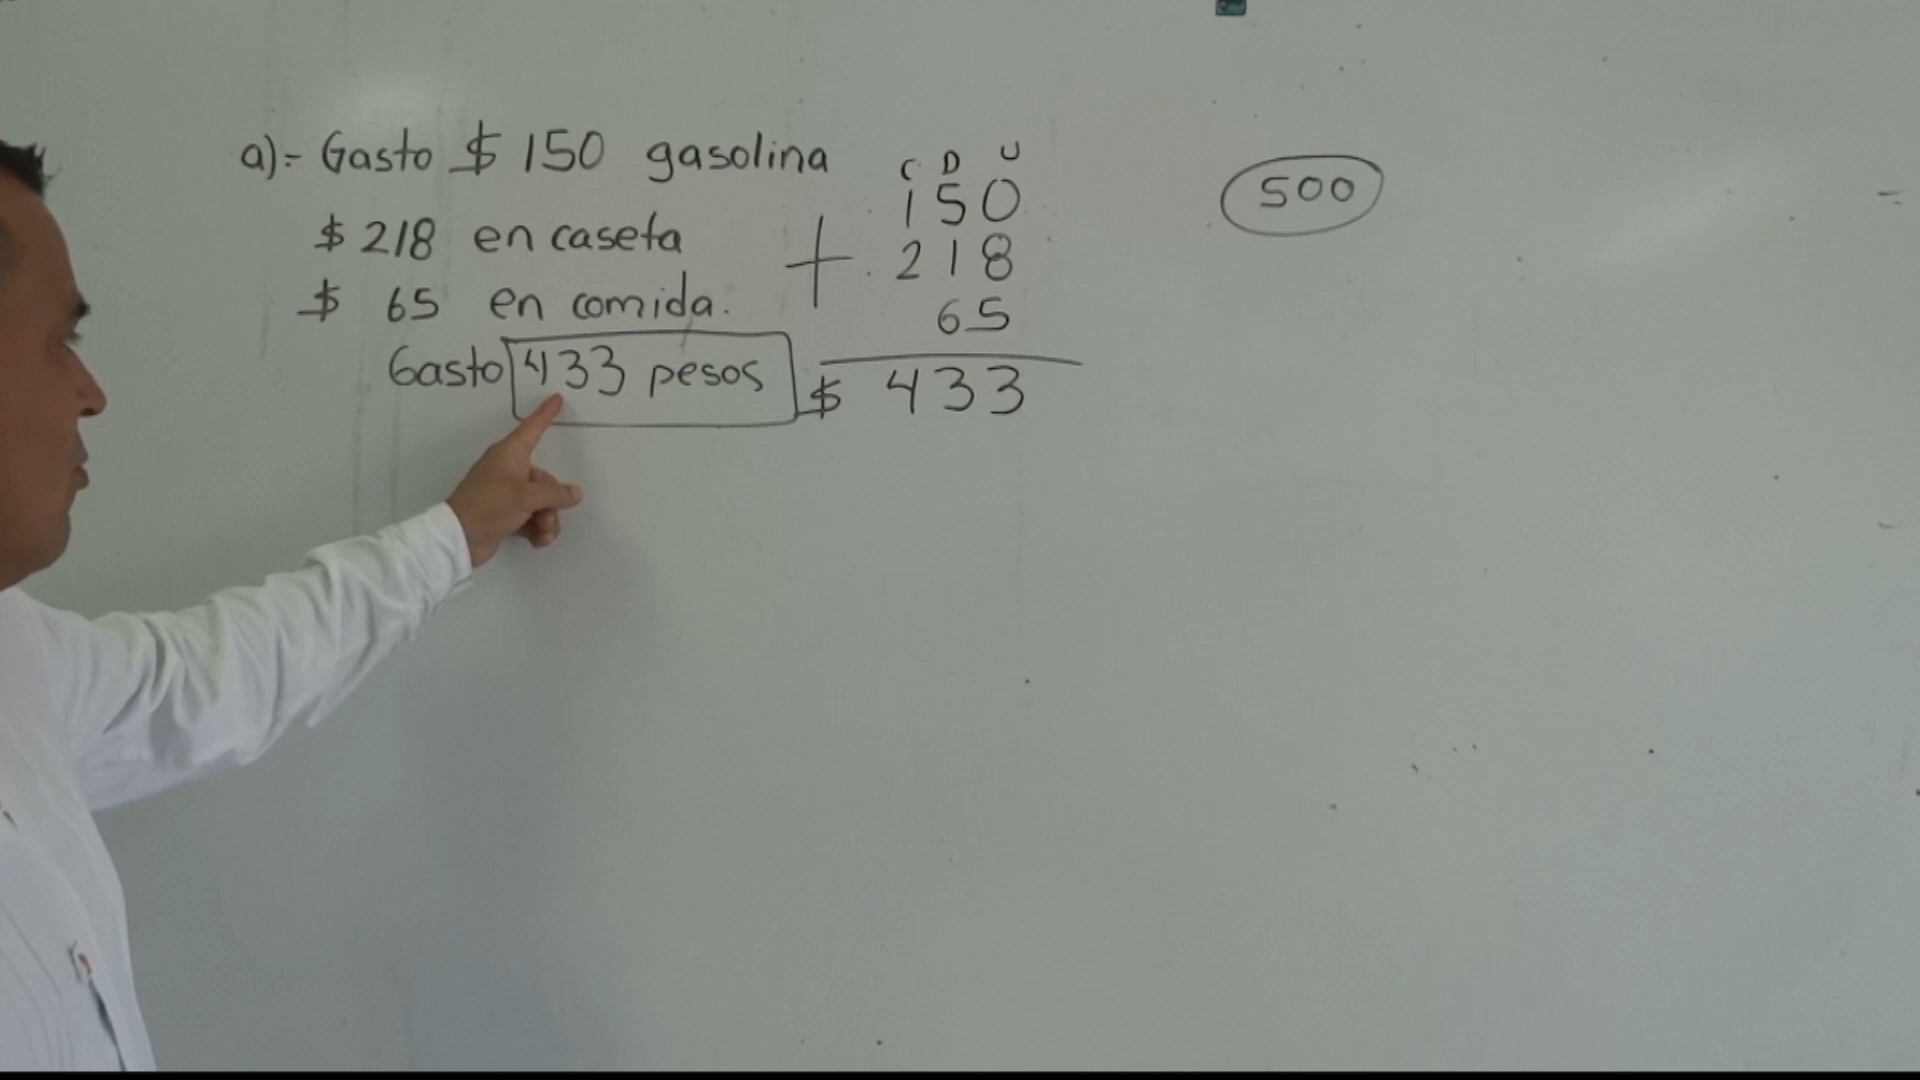 a).- Gasto $ 150 gasolina
$ 218 en caseta
$ 65 en comida.
Gasto 433 pesos
C D U
150
+ 218
65
$ 433
500